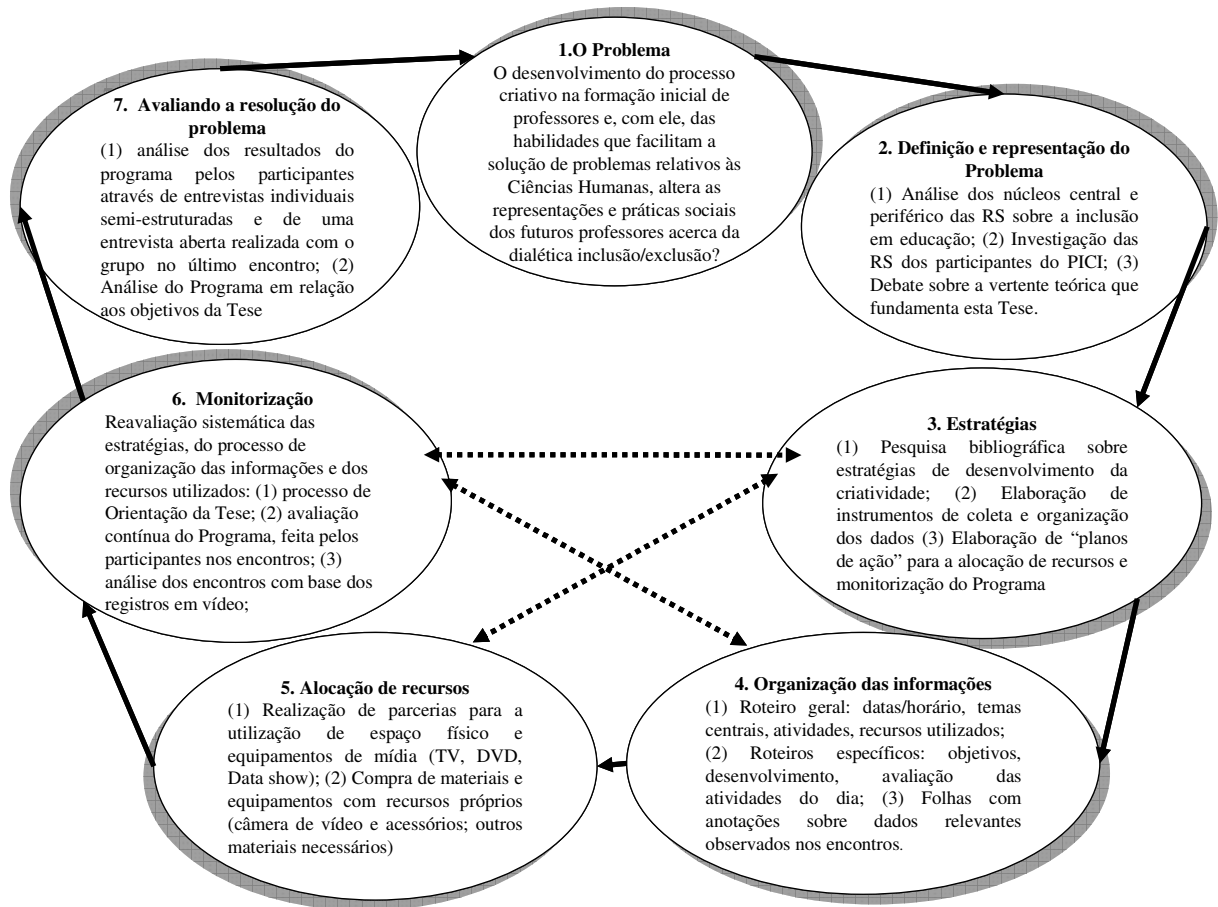 1.O Problema
O desenvolvimento do processo
criativo na formação inicial de
professores e, com ele, das
habilidades que facilitam a
solução de problemas relativos às
Ciências Humanas, altera as
representações e práticas sociais
dos futuros professores acerca da
dialética inclusão/exclusão?
2. Definição e representação do
Problema
(1) Análise dos núcleos central e
periférico das RS sobre a inclusão
em educação; (2) Investigação das
RS dos participantes do PICI; (3)
Debate sobre a vertente teórica que
fundamenta esta Tese.
3. Estratégias
(1) Pesquisa bibliográfica sobre
estratégias de desenvolvimento da
criatividade; (2) Elaboração de
instrumentos de coleta e organização
dos dados (3) Elaboração de “planos
de ação” para a alocação de recursos e
monitorização do Programa
4. Organização das informações
(1) Roteiro geral: datas/horário, temas
centrais, atividades, recursos utilizados;
(2) Roteiros específicos: objetivos,
desenvolvimento, avaliação das
atividades do dia; (3) Folhas com
anotações sobre dados relevantes
observados nos encontros.
5. Alocação de recursos
(1) Realização de parcerias para a
utilização de espaço físico e
equipamentos de mídia (TV, DVD,
Data show); (2) Compra de materiais e
equipamentos com recursos próprios
(câmera de vídeo e acessórios; outros
materiais necessários)
6. Monitorização
Reavaliação sistemática das
estratégias, do processo de
organização das informações e dos
recursos utilizados: (1) processo de
Orientação da Tese; (2) avaliação
contínua do Programa, feita pelos
participantes nos encontros; (3)
análise dos encontros com base dos
registros em vídeo;
7. Avaliando a resolução do
problema
(1) análise dos resultados do
programa pelos participantes
através de entrevistas individuais
semi-estruturadas e de uma
entrevista aberta realizada com o
grupo no último encontro; (2)
Análise do Programa em relação
aos objetivos da Tese